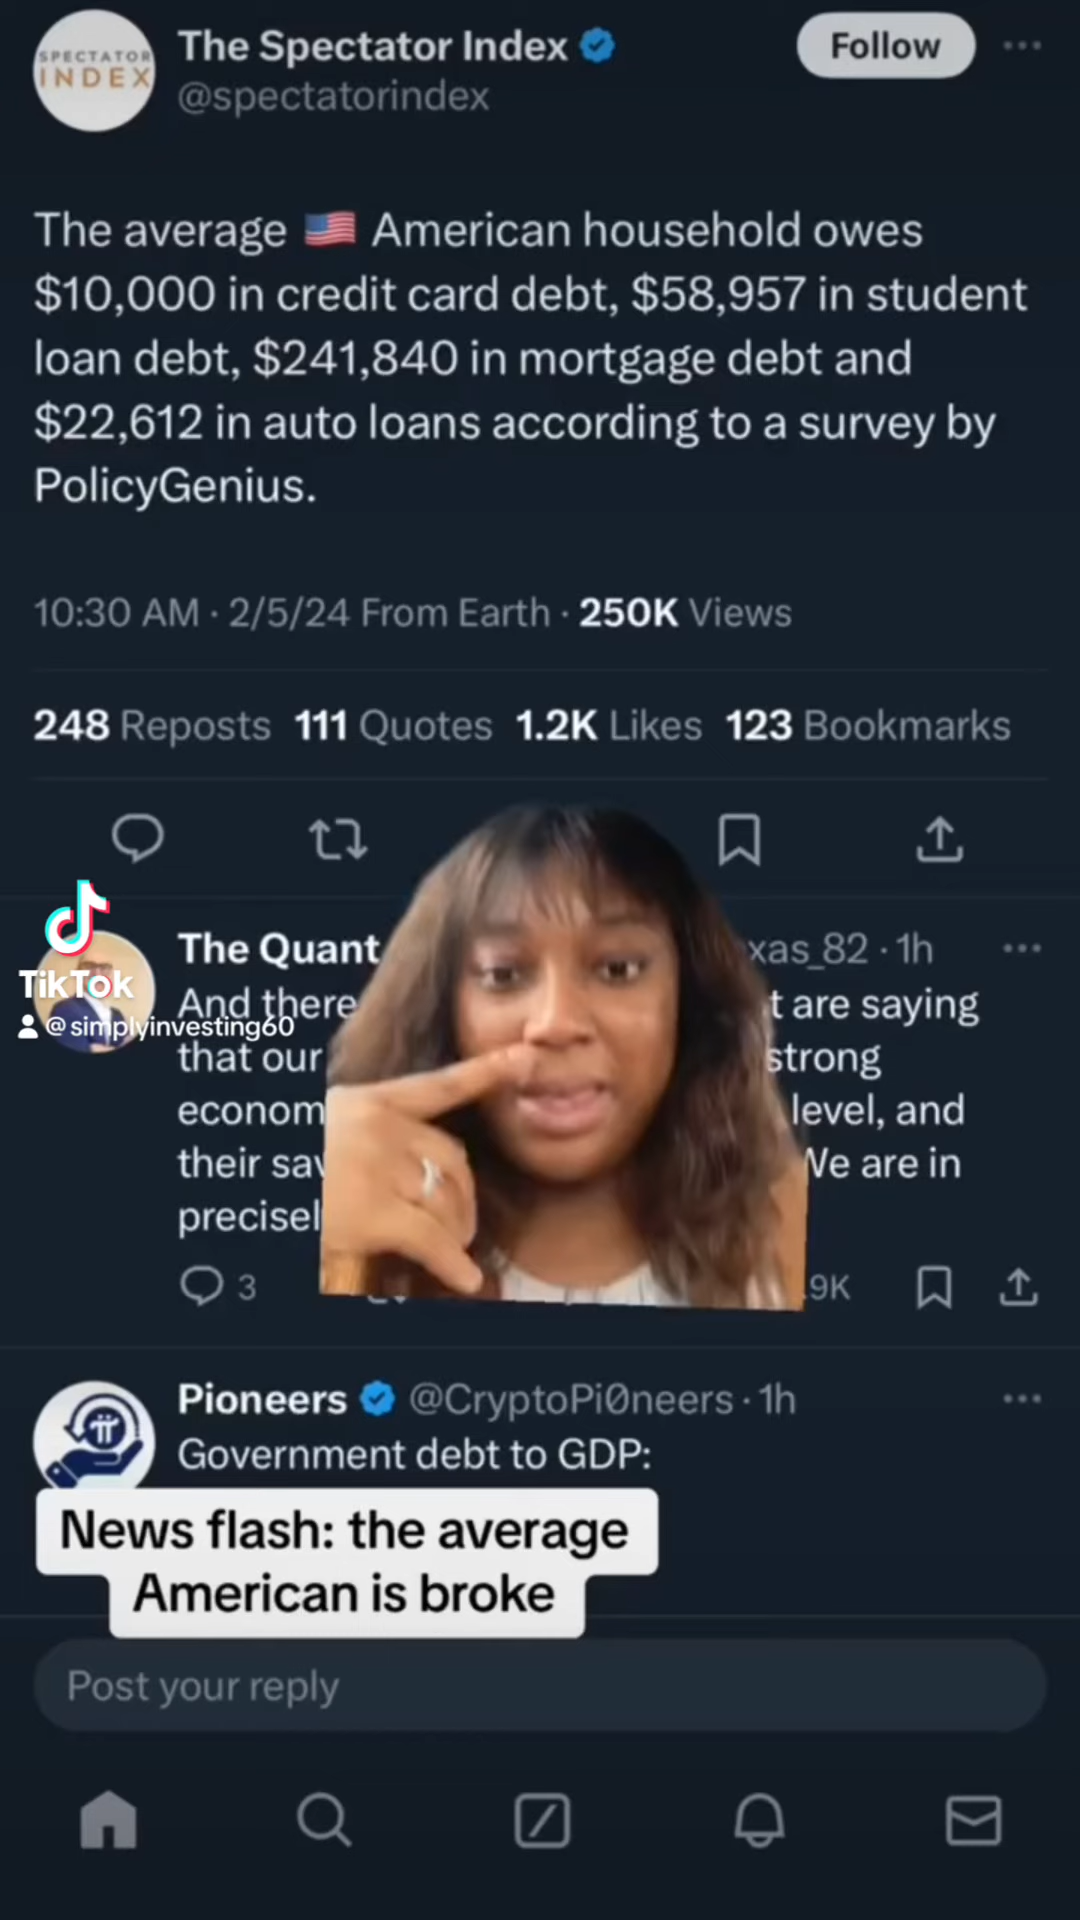 SPECTATOR
INDEX
The Spectator Index
@spectatorindex
Follow
The average 🇺🇸 American household owes
$10,000 in credit card debt, $58,957 in student
loan debt, $241,840 in mortgage debt and
$22,612 in auto loans according to a survey by
PolicyGenius.
10:30 AM · 2/5/24 From Earth · 250K Views
248 Reposts 111 Quotes 1.2K Likes 123 Bookmarks
TikTok
@simplyinvesting60
The Quant xas_82 · 1h
And there t are saying
that our strong
econom level, and
their sav We are in
precisel
3 .9K
Pioneers @CryptoPi0neers · 1h
Government debt to GDP:
News flash: the average
American is broke
Post your reply